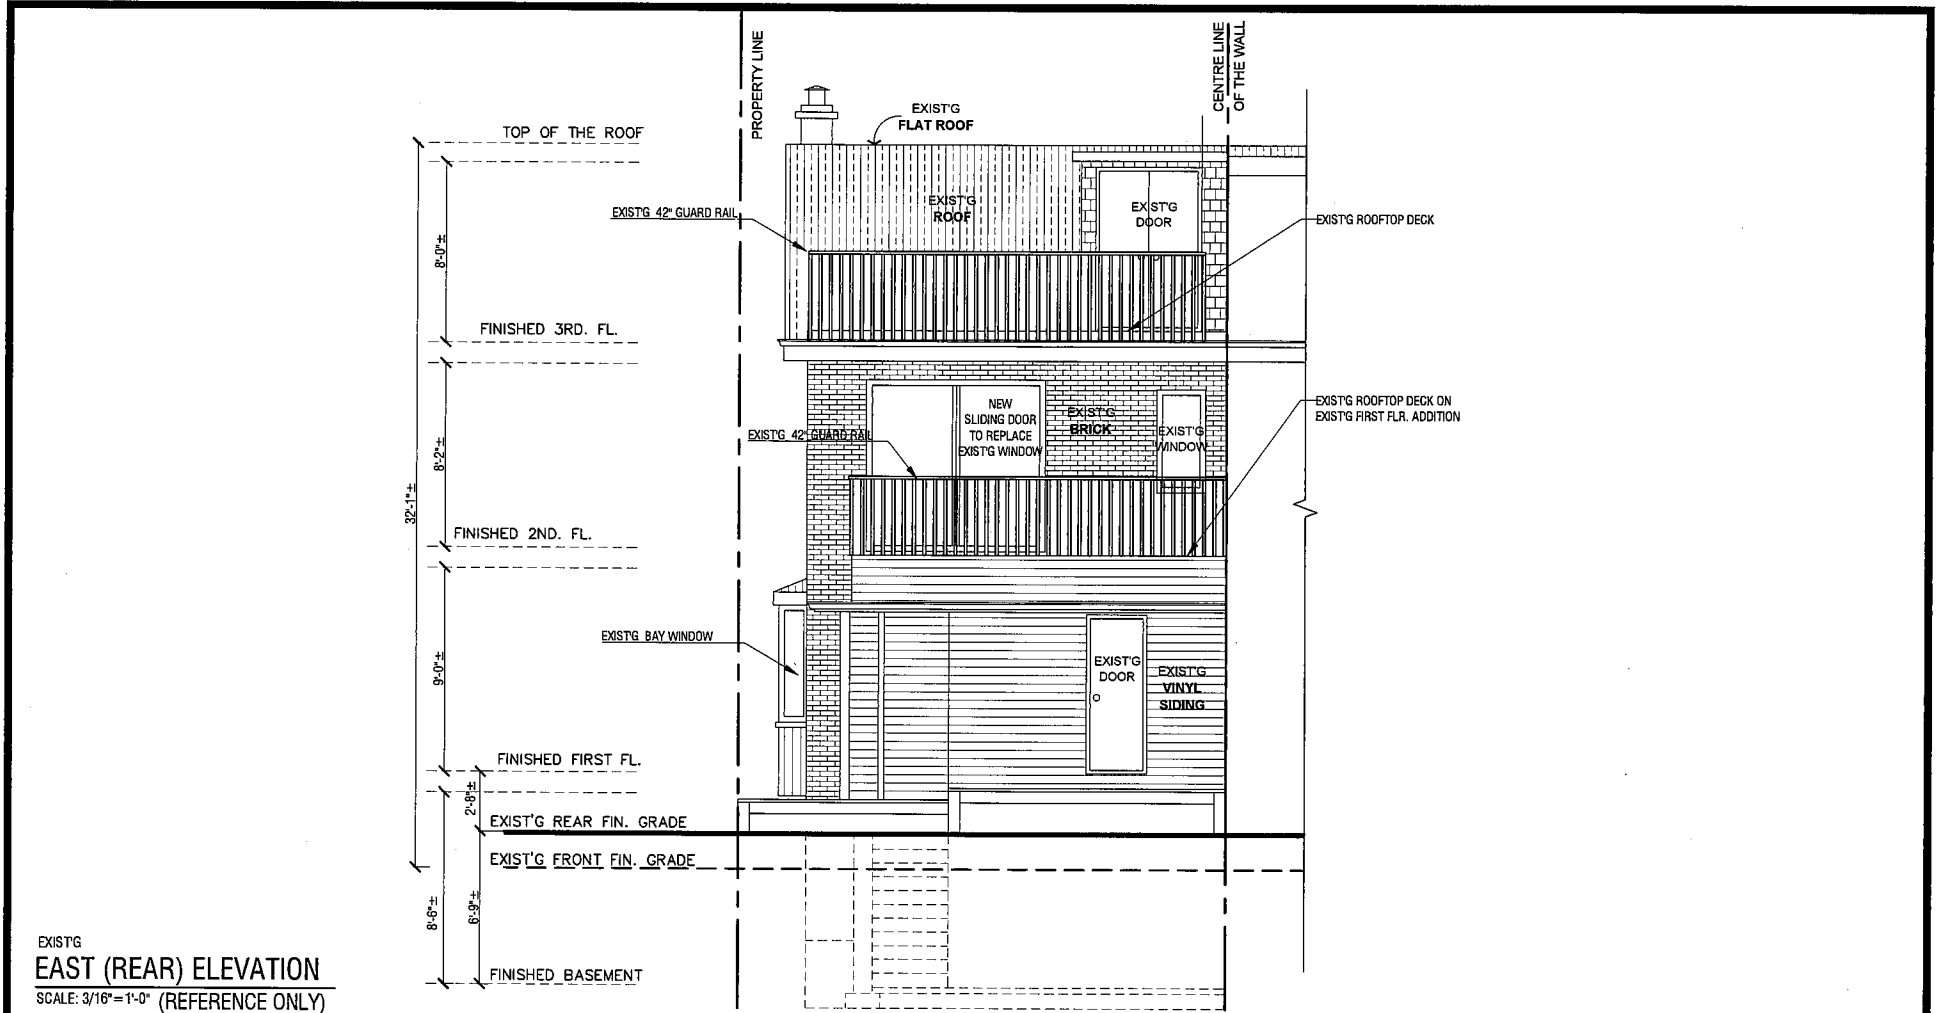 PROPERTY LINE
CENTRE LINE
OF THE WALL
EXIST'G
FLAT ROOF
TOP OF THE ROOF
EXIST'G 42" GUARD RAIL
EXIST'G
ROOF
EXIST'G
DOOR
EXIST'G ROOFTOP DECK
8'-0"±
FINISHED 3RD. FL.
NEW
SLIDING DOOR
TO REPLACE
EXIST'G WINDOW
EXIST'G
BRICK
EXIST'G
WINDOW
EXIST'G ROOFTOP DECK ON
EXIST'G FIRST FLR. ADDITION
EXIST'G 42" GUARD RAIL
8'-2"±
32'-1"±
FINISHED 2ND. FL.
EXIST'G BAY WINDOW
9'-0"±
EXIST'G
DOOR
EXIST'G
VINYL
SIDING
FINISHED FIRST FL.
2'-8"±
EXIST'G REAR FIN. GRADE
EXIST'G FRONT FIN. GRADE
8'-6"±
6'-9"±
FINISHED BASEMENT
EXIST'G
EAST (REAR) ELEVATION
SCALE: 3/16"=1'-0" (REFERENCE ONLY)